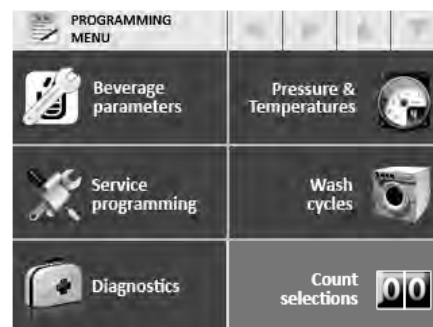 PROGRAMMING
MENU
Beverage
parameters
Pressure &
Temperatures
Service
programming
Wash
cycles
Diagnostics
Count
selections
00